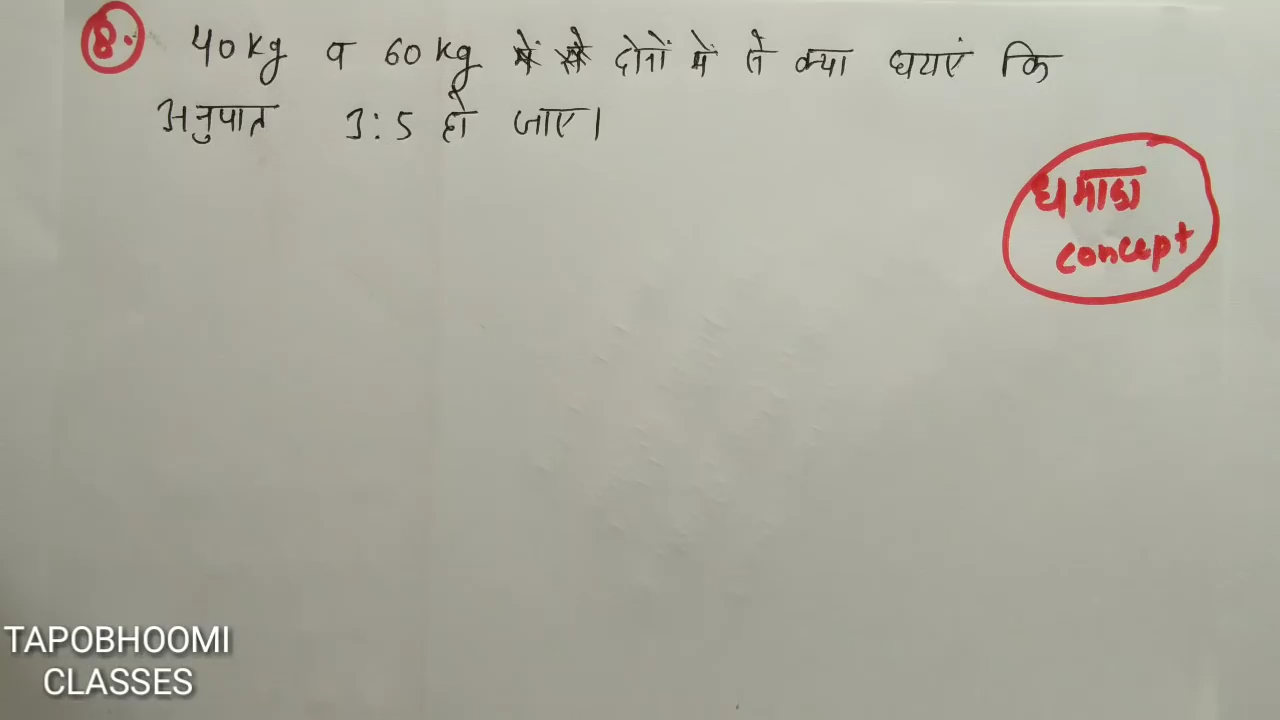 8. 40 kg व 60 kg दोनों में से क्या घटाएं कि
अनुपात 3:5 हो जाए।
धमाका
concept
TAPOBHOOMI
CLASSES